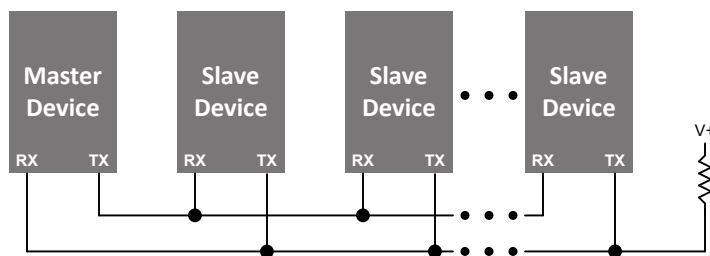 Master
Device
Slave
Device
Slave
Device
Slave
Device
RX TX
RX TX
RX TX
RX TX
V+